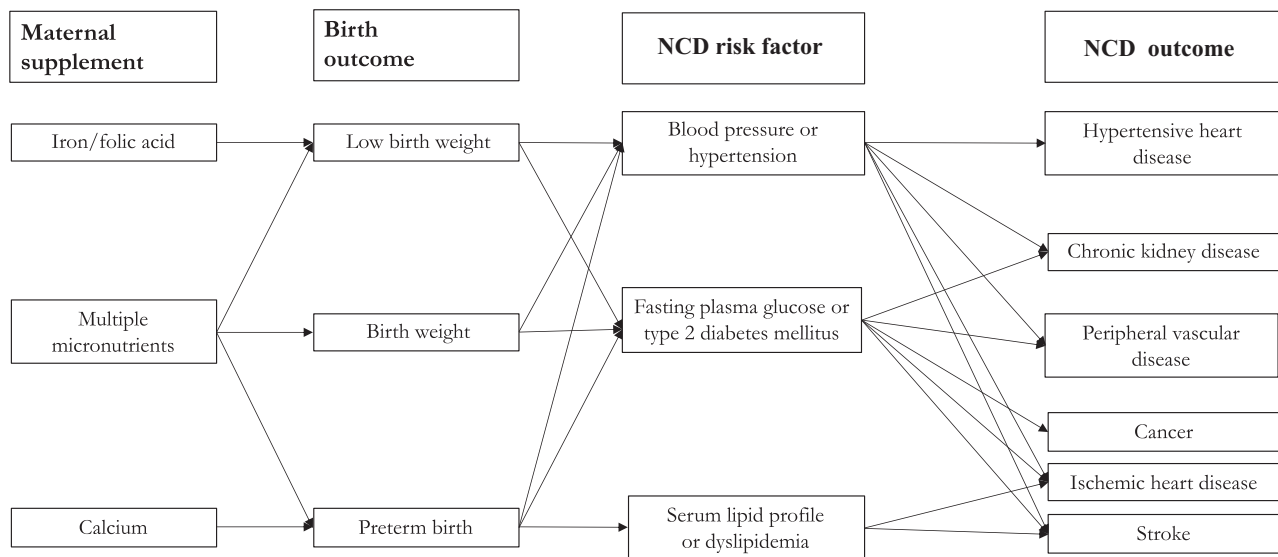 Maternal
supplement
Birth
outcome
NCD risk factor
NCD outcome
Iron/folic acid
Low birth weight
Blood pressure or
hypertension
Hypertensive heart
disease
Chronic kidney disease
Multiple
micronutrients
Birth weight
Fasting plasma glucose or
type 2 diabetes mellitus
Peripheral vascular
disease
Cancer
Ischemic heart disease
Calcium
Preterm birth
Serum lipid profile
or dyslipidemia
Stroke